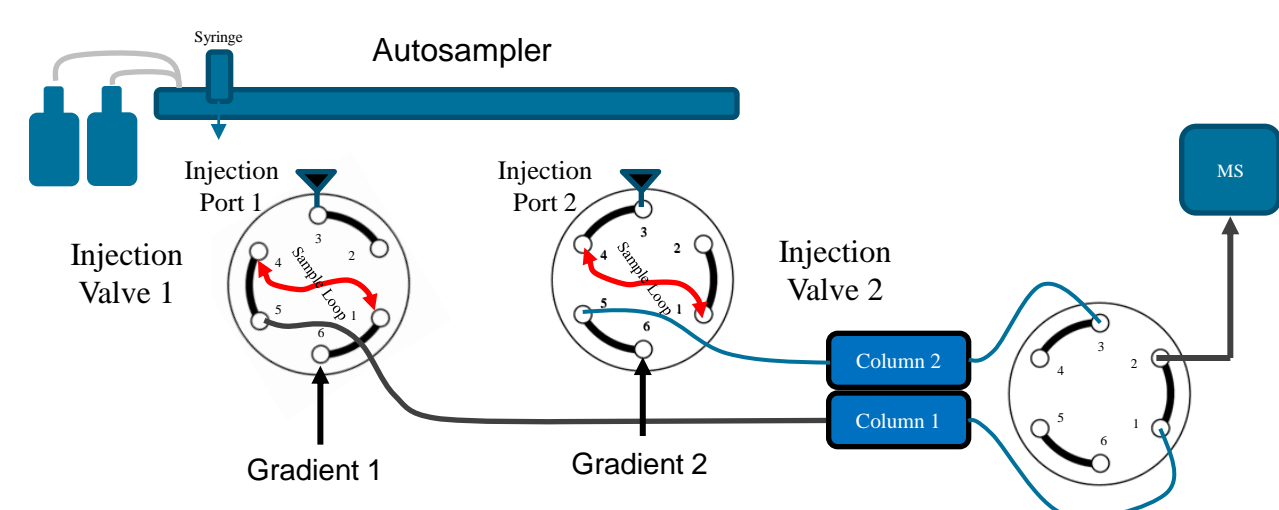 Syringe
Autosampler
MS
Injection
Port 1
Injection
Port 2
Injection
Valve 1
Injection
Valve 2
3
2
4
Sample Loop
5
1
6
3
4
2
Sample Loop
5
1
6
Column 2
Column 1
3
2
4
5
1
6
Gradient 1
Gradient 2